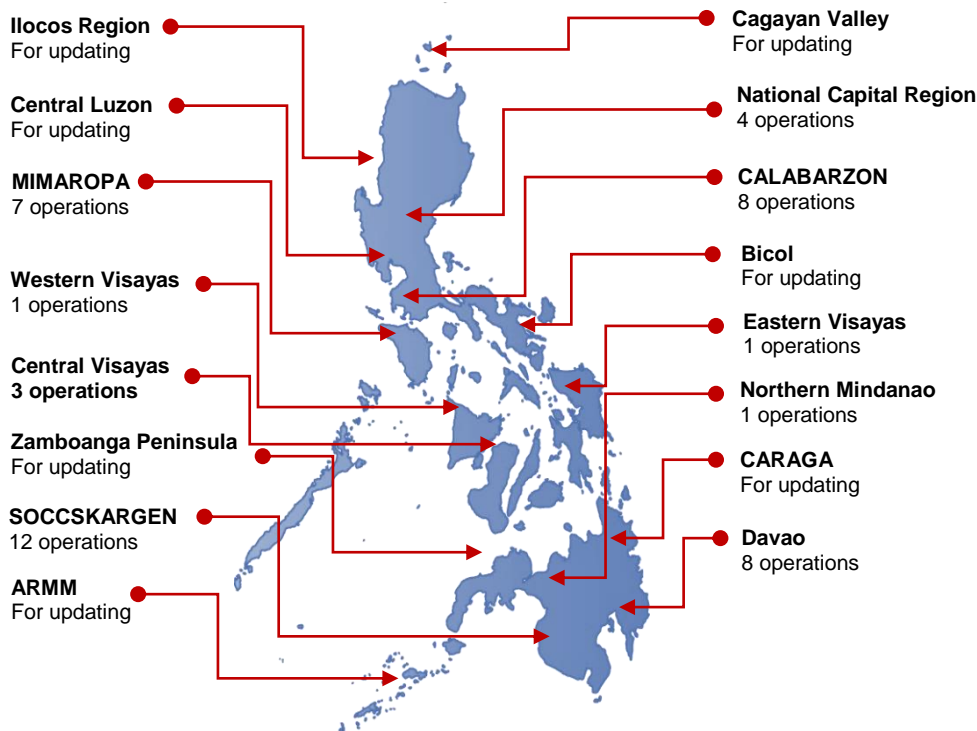 Ilocos Region
For updating
Central Luzon
For updating
MIMAROPA
7 operations
Western Visayas
1 operations
Central Visayas
3 operations
Zamboanga Peninsula
For updating
SOCCSKARGEN
12 operations
ARMM
For updating
Cagayan Valley
For updating
National Capital Region
4 operations
CALABARZON
8 operations
Bicol
For updating
Eastern Visayas
1 operations
Northern Mindanao
1 operations
CARAGA
For updating
Davao
8 operations